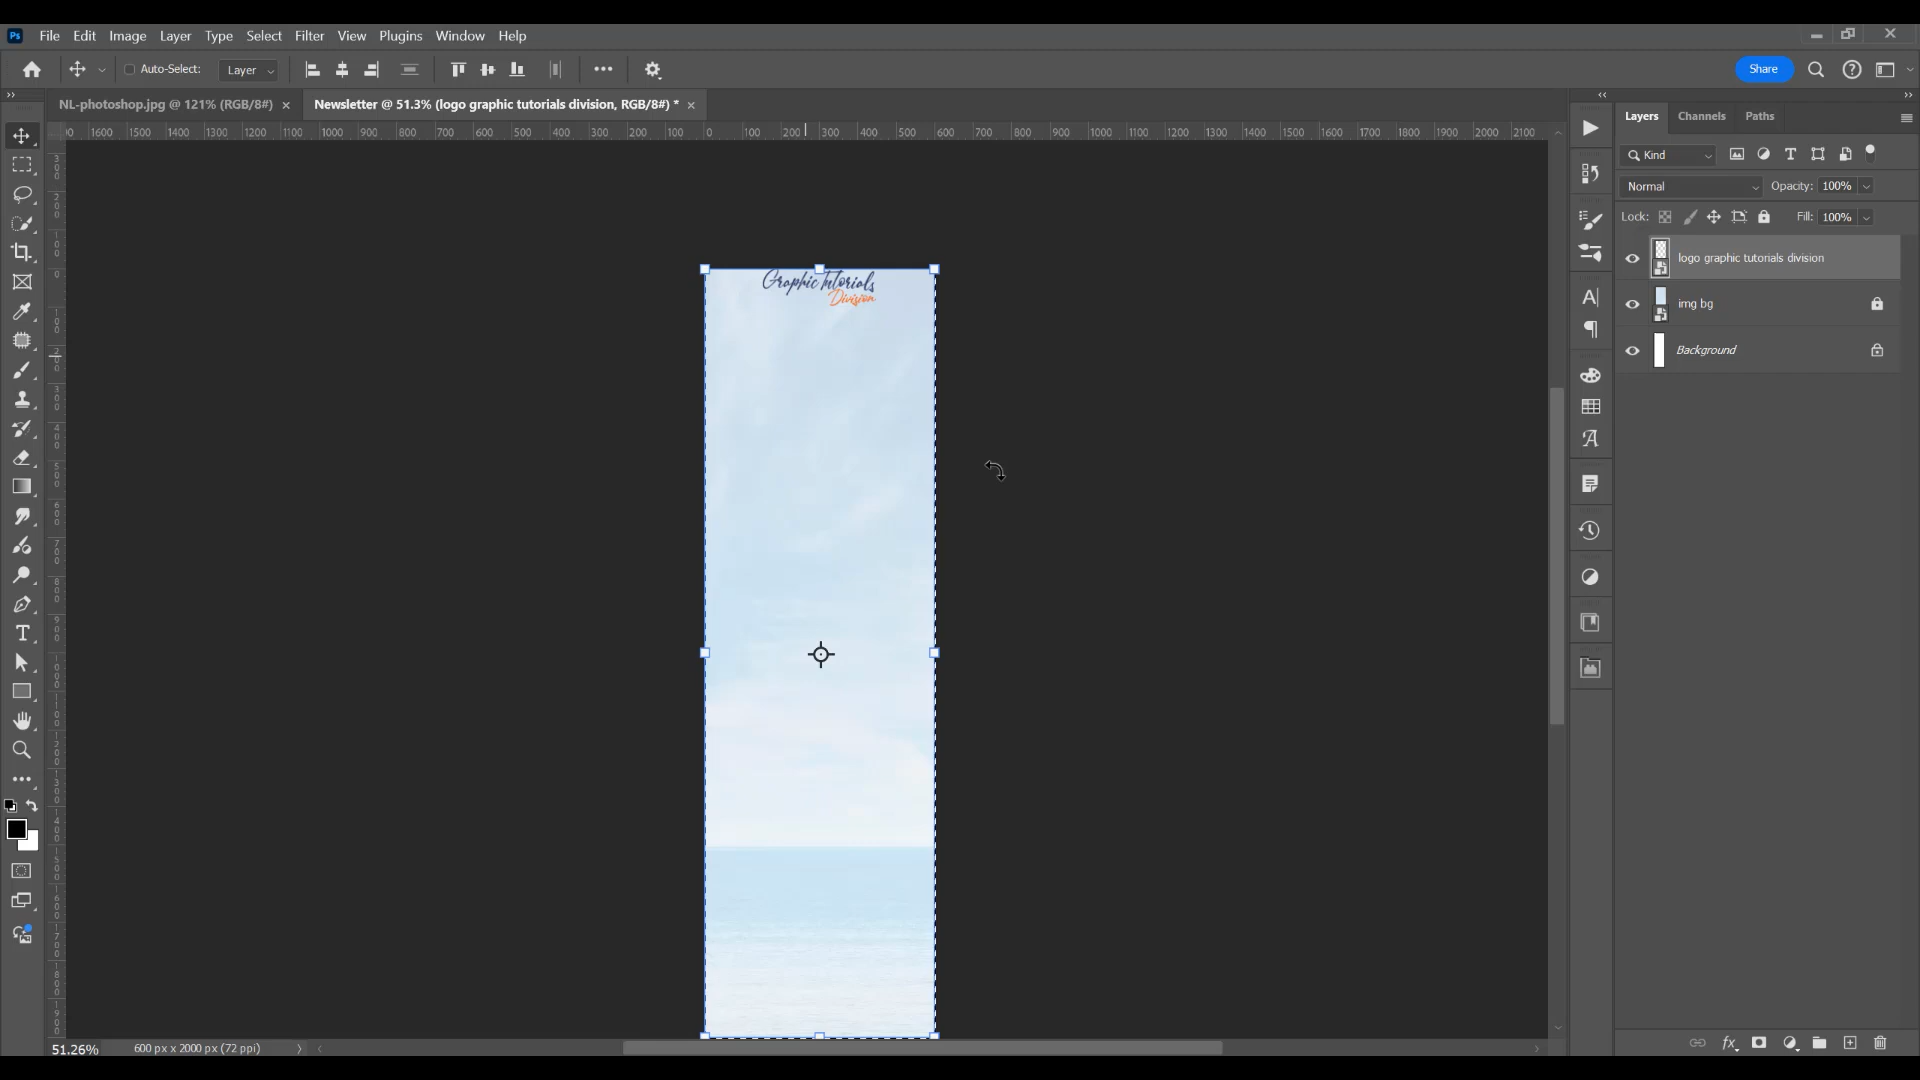 Ps File Edit Image Layer Type Select Filter View Plugins Window Help
Auto-Select: Layer Share
NL-photoshop.jpg @ 121% (RGB/8#) × Newsletter @ 51.3% (logo graphic tutorials division, RGB/8#) * ×
1600 1500 1400 1300 1200 1100 1000 900 800 700 600 500 400 300 200 100 0 100 200 300 400 500 600 700 800 900 1000 1100 1200 1300 1400 1500 1600 1700 1800 1900 2000 2100
Layers Channels Paths
Kind
Normal Opacity: 100%
Lock: Fill: 100%
logo graphic tutorials division
img bg
Background
Graphic Tutorials
Division
51.26% 600 px x 2000 px (72 ppi)